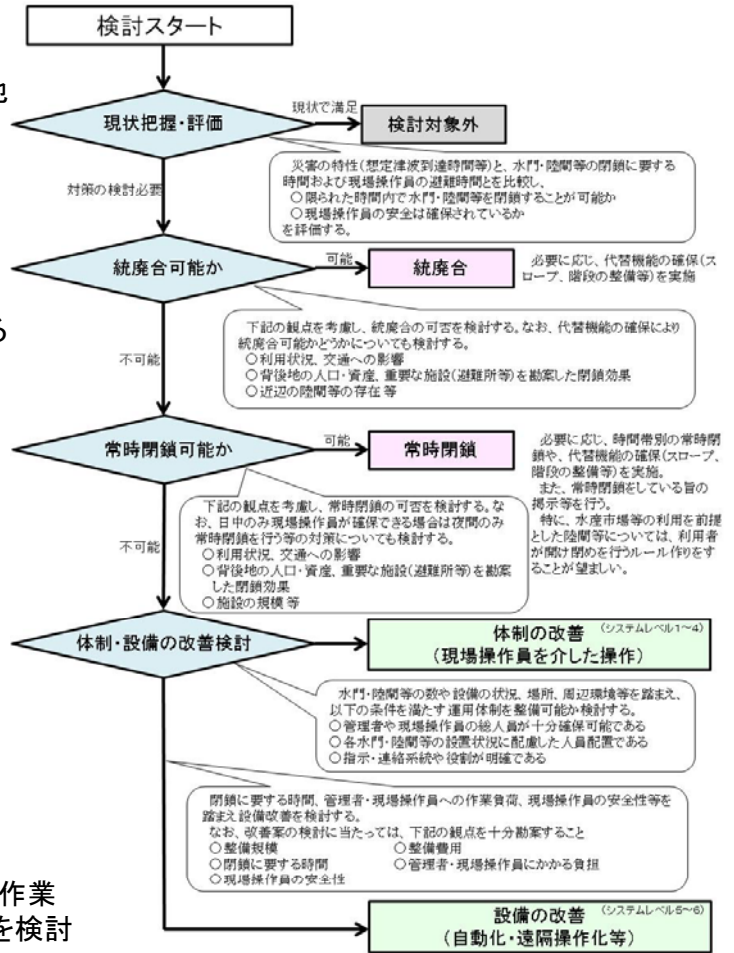 検討スタート
地
現状把握・評価
現状で満足
検討対象外
災害の特性(想定津波到達時間等)と、水門・陸閘等の閉鎖に要する
時間および現場操作員の避難時間とを比較し、
○限られた時間内で水門・陸閘等を閉鎖することが可能か
○現場操作員の安全は確保されているか
を評価する。
対策の検討必要
統廃合可能か
可能
統廃合
必要に応じ、代替機能の確保(ス
ロープ、階段の整備等)を実施
る
下記の観点を考慮し、統廃合の可否を検討する。なお、代替機能の確保により
統廃合可能かどうかについても検討する。
○利用状況、交通への影響
○背後地の人口・資産、重要な施設(避難所等)を勘案した閉鎖効果
○近辺の陸閘等の存在 等
不可能
常時閉鎖可能か
可能
常時閉鎖
必要に応じ、時間帯別の常時閉
鎖や、代替機能の確保(スロープ、
階段の整備等)を実施。
また、常時閉鎖をしている旨の
掲示等を行う。
特に、水産市場等の利用を前提
とした陸閘等については、利用者
が開け閉めを行うルール作りをす
ることが望ましい。
下記の観点を考慮し、常時閉鎖の可否を検討する。な
お、日中のみ現場操作員が確保できる場合は夜間のみ
常時閉鎖を行う等の対策についても検討する。
○利用状況、交通への影響
○背後地の人口・資産、重要な施設(避難所等)を勘案
した閉鎖効果
○施設の規模 等
不可能
体制・設備の改善検討
体制の改善 (システムレベル1~4)
(現場操作員を介した操作)
水門・陸閘等の数や設備の状況、場所、周辺環境等を踏まえ、
以下の条件を満たす運用体制を整備可能か検討する。
○管理者や現場操作員の総人員が十分確保可能である
○各水門・陸閘等の設置状況に配慮した人員配置である
○指示・連絡系統や役割が明確である
閉鎖に要する時間、管理者・現場操作員への作業負荷、現場操作員の安全性等を
踏まえ設備改善を検討する。
なお、改善案の検討に当たっては、下記の観点を十分勘案すること
○整備規模 ○整備費用
○閉鎖に要する時間 ○管理者・現場操作員にかかる負担
○現場操作員の安全性
作業
を検討
設備の改善 (システムレベル5~6)
(自動化・遠隔操作化等)